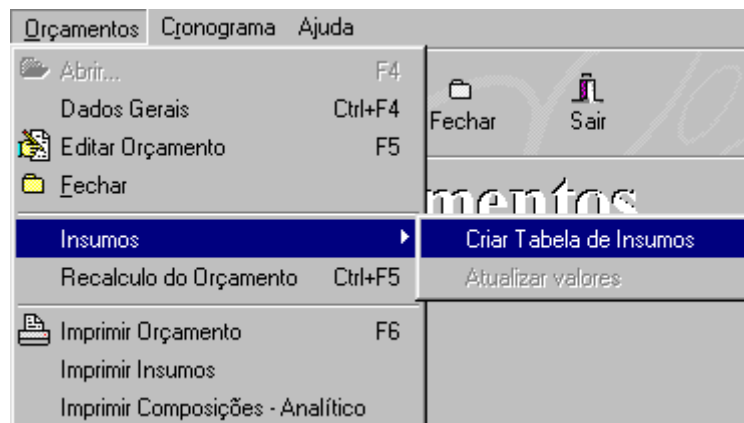 Orçamentos Cronograma Ajuda
Abrir... F4
Dados Gerais Ctrl+F4
Editar Orçamento F5
Fechar
Fechar Sair
mentos
Insumos
Criar Tabela de Insumos
Recalculo do Orçamento Ctrl+F5
Atualizar valores
Imprimir Orçamento F6
Imprimir Insumos
Imprimir Composições - Analítico